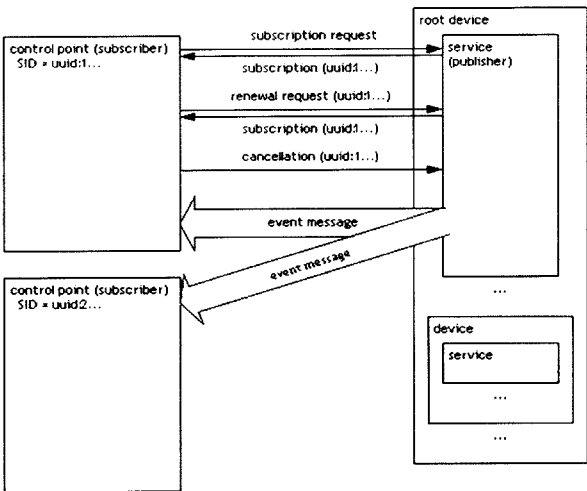 root device
control point (subscriber)
SID = uuid:1...
subscription request
service
(publisher)
subscription (uuid:1...)
renewal request (uuid:1...)
subscription (uuid:1...)
cancellation (uuid:1...)
event message
event message
control point (subscriber)
SID = uuid:2...
...
device
service
...
...